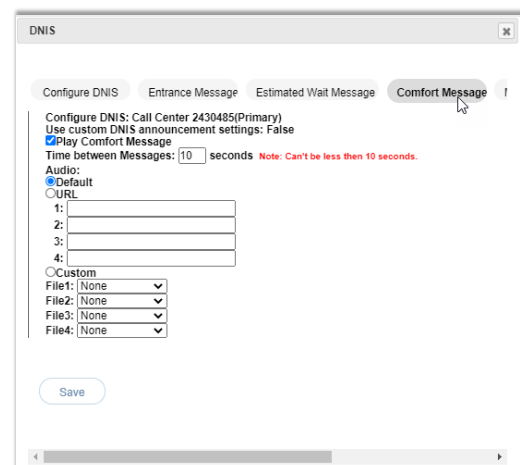 DNIS
Configure DNIS Entrance Message Estimated Wait Message Comfort Message
Configure DNIS: Call Center 2430485(Primary)
Use custom DNIS announcement settings: False
Play Comfort Message
Time between Messages: 10 seconds Note: Can't be less then 10 seconds.
Audio:
Default
URL
1:
2:
3:
4:
Custom
File1: None
File2: None
File3: None
File4: None
Save